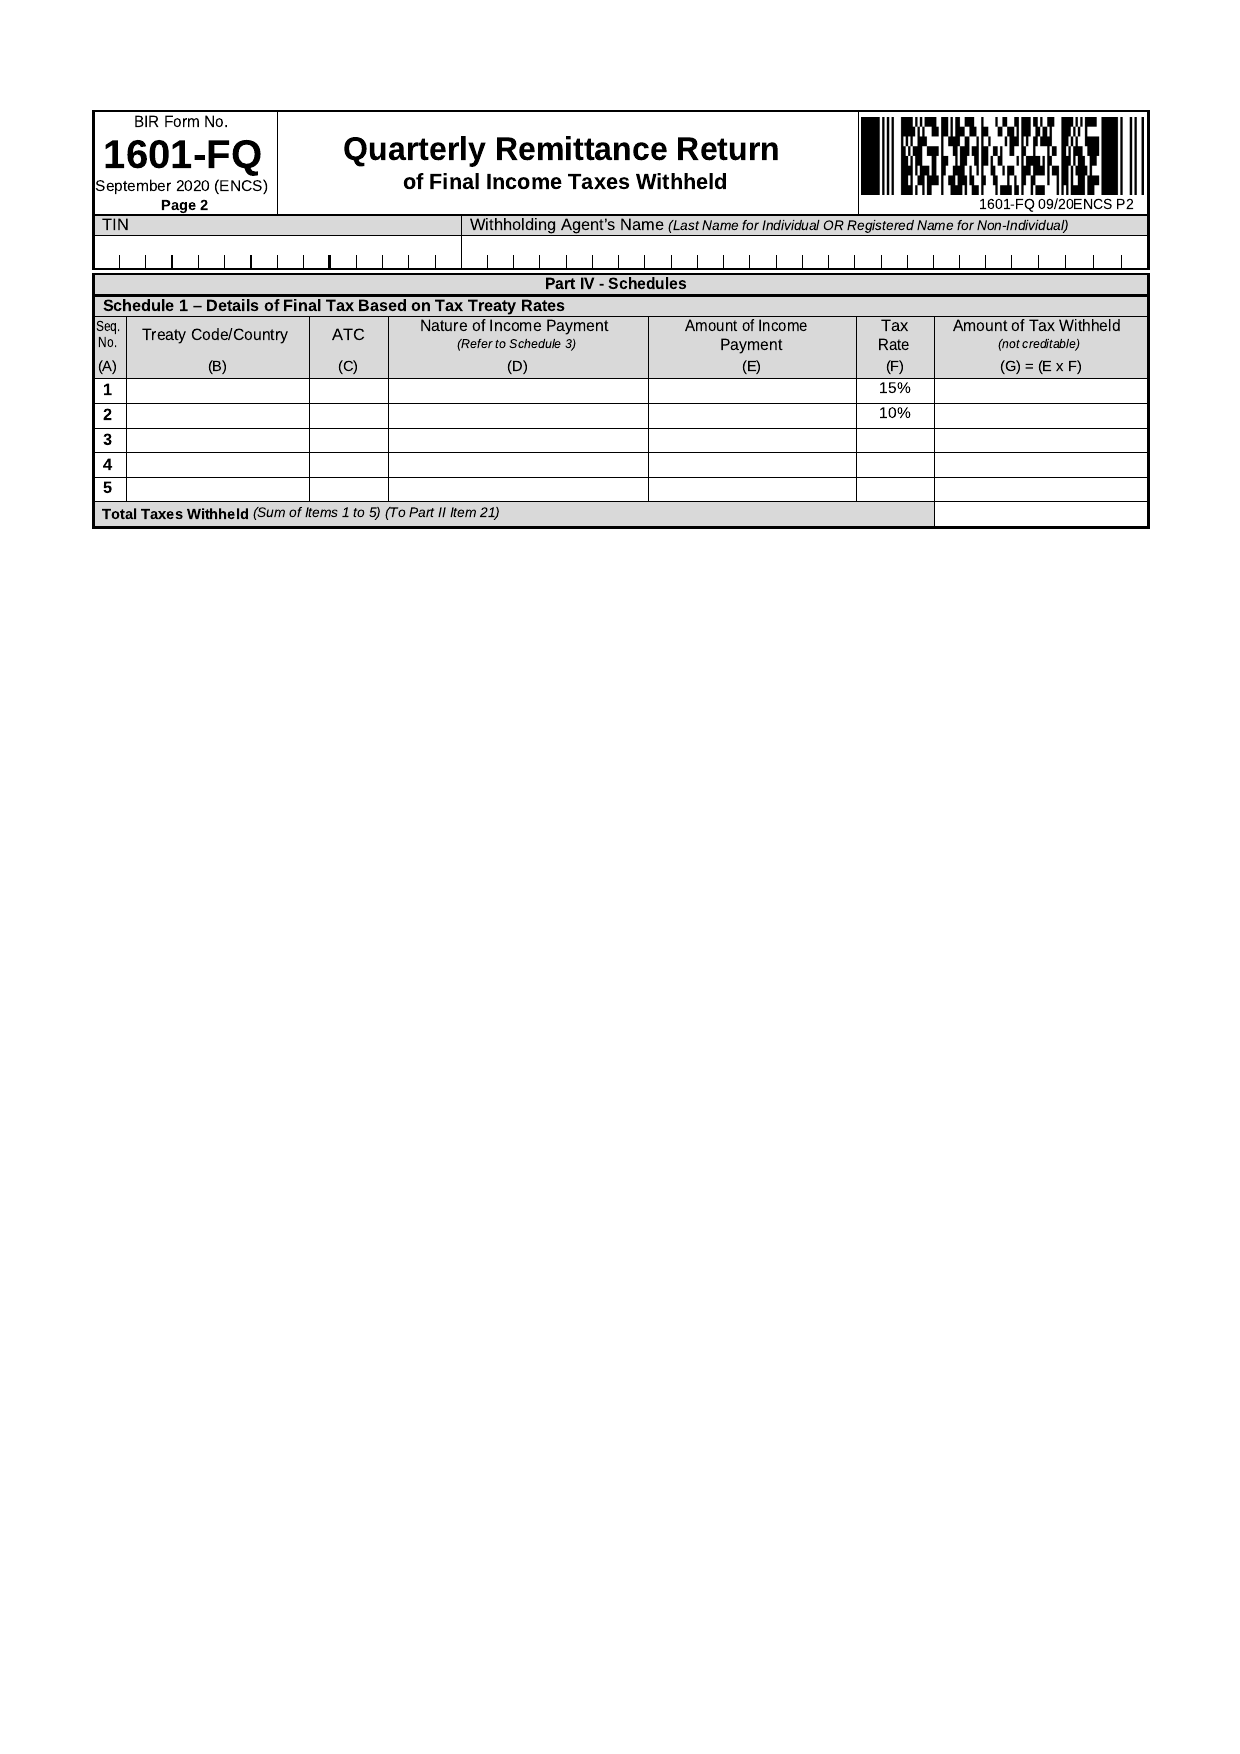 BIR Form No.
1601-FQ
September 2020 (ENCS)
Page 2
Quarterly Remittance Return
of Final Income Taxes Withheld
1601-FQ 09/20ENCS P2
TIN
Withholding Agent’s Name (Last Name for Individual OR Registered Name for Non-Individual)
Part IV - Schedules
Schedule 1 – Details of Final Tax Based on Tax Treaty Rates
Seq. No. (A)
Treaty Code/Country (B)
ATC (C)
Nature of Income Payment (Refer to Schedule 3) (D)
Amount of Income Payment (E)
Tax Rate (F)
Amount of Tax Withheld (not creditable) (G) = (E x F)
1 15%
2 10%
3
4
5
Total Taxes Withheld (Sum of Items 1 to 5) (To Part II Item 21)